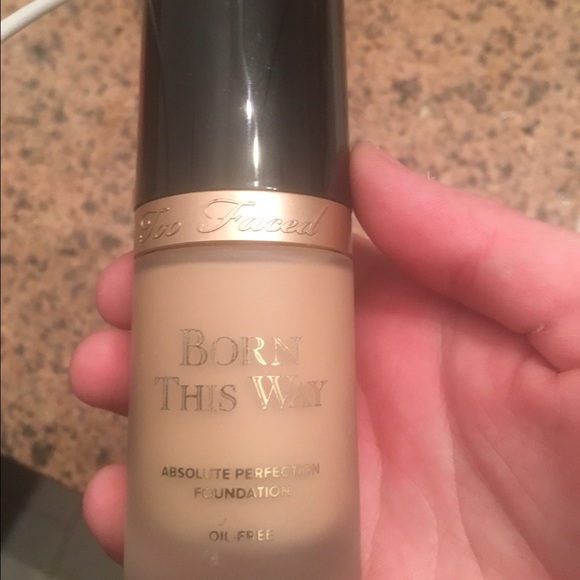 Too Faced
BORN
THIS WAY
ABSOLUTE PERFECTION
FOUNDATION
OIL-FREE